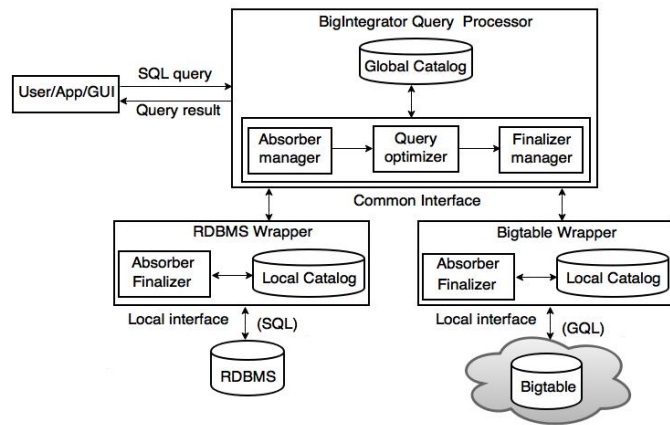 BigIntegrator Query Processor
Global Catalog
SQL query
User/App/GUI
Query result
Absorber
manager
Query
optimizer
Finalizer
manager
Common Interface
RDBMS Wrapper
Absorber
Finalizer
Local Catalog
Bigtable Wrapper
Absorber
Finalizer
Local Catalog
Local interface
(SQL)
RDBMS
Local interface
(GQL)
Bigtable